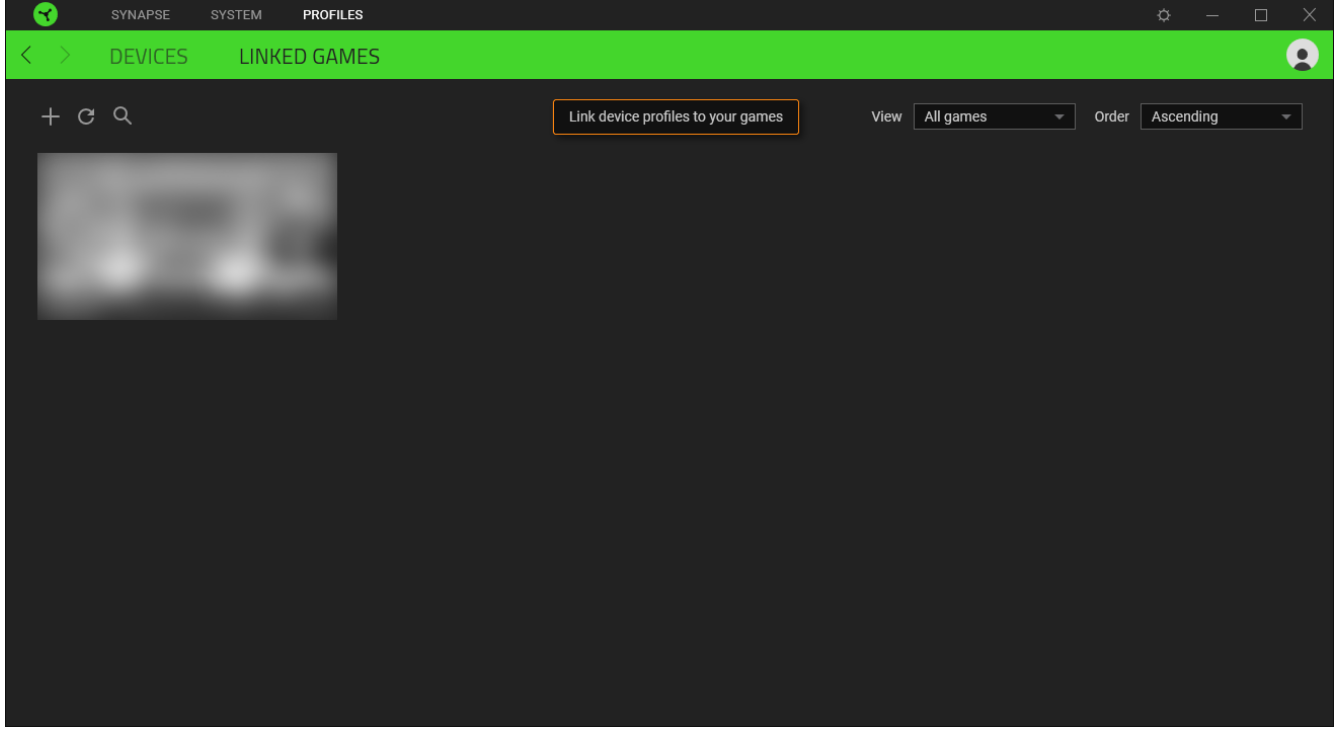 SYNAPSE SYSTEM PROFILES
DEVICES LINKED GAMES
Link device profiles to your games View All games Order Ascending